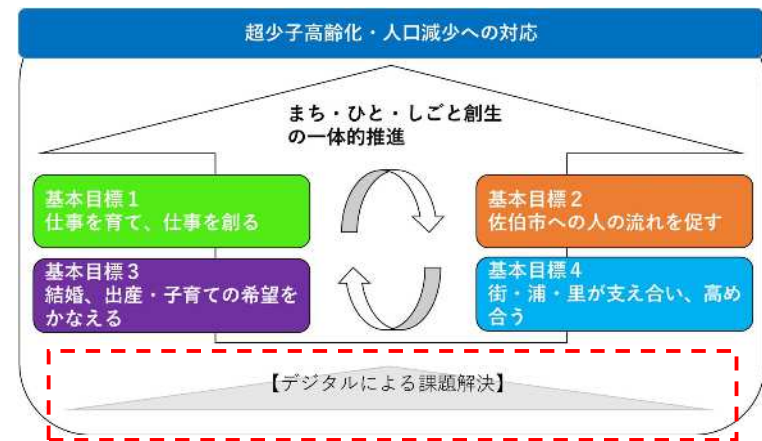 超少子高齢化・人口減少への対応
まち・ひと・しごと創生
の一体的推進
基本目標１
仕事を育て、仕事を創る
基本目標２
佐伯市への人の流れを促す
基本目標３
結婚、出産・子育ての希望を
かなえる
基本目標４
街・浦・里が支え合い、高め
合う
【デジタルによる課題解決】